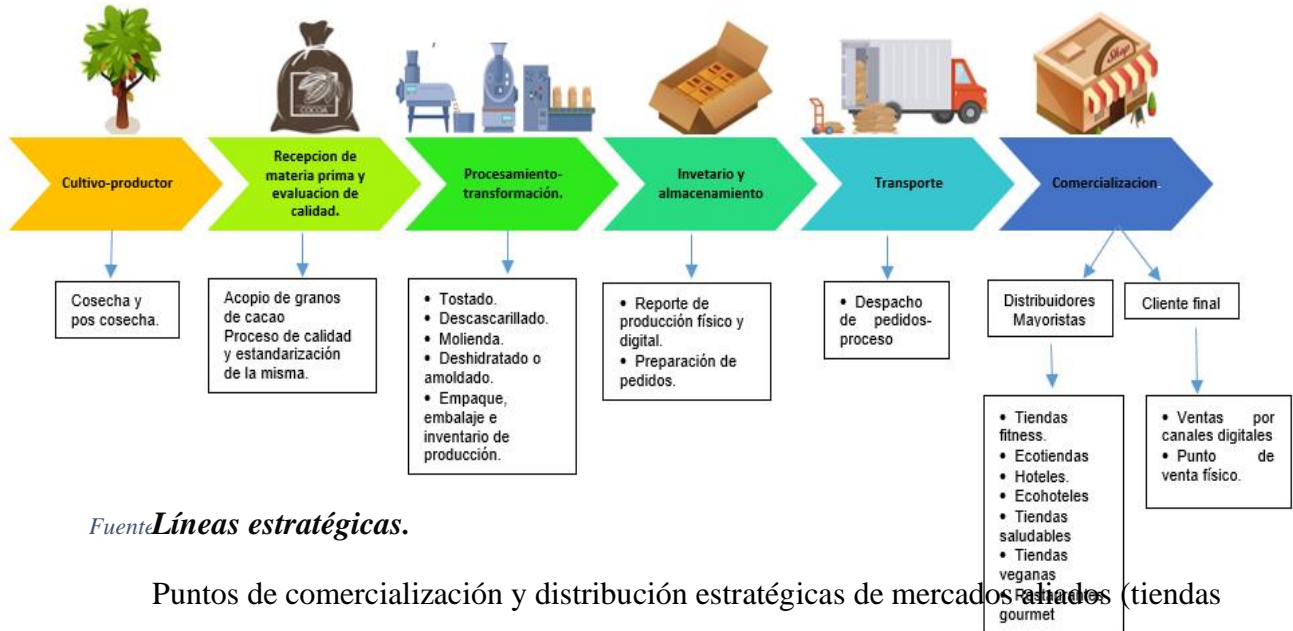 COCOA
Shop
Cultivo-productor
Recepcion de
materia prima y
evaluacion de
calidad.
Procesamiento-
transformación.
Invetario y
almacenamiento
Transporte
Comercializacion.
Cosecha y
pos cosecha.
Acopio de granos
de cacao
Proceso de calidad
y estandarización
de la misma.
• Tostado.
• Descascarillado.
• Molienda.
• Deshidratado o
amoldado.
• Empaque,
embalaje e
inventario de
producción.
• Reporte de
producción físico y
digital.
• Preparación de
pedidos.
• Despacho
de pedidos-
proceso
Distribuidores
Mayoristas
Cliente final
• Tiendas
fitness.
• Ecotiendas
• Hoteles.
• Ecohoteles
• Tiendas
saludables
• Tiendas
veganas
• Restaurantes
gourmet
• Ventas por
canales digitales
• Punto de
venta físico.
Fuente
Líneas estratégicas.
Puntos de comercialización y distribución estratégicas de mercados aliados (tiendas